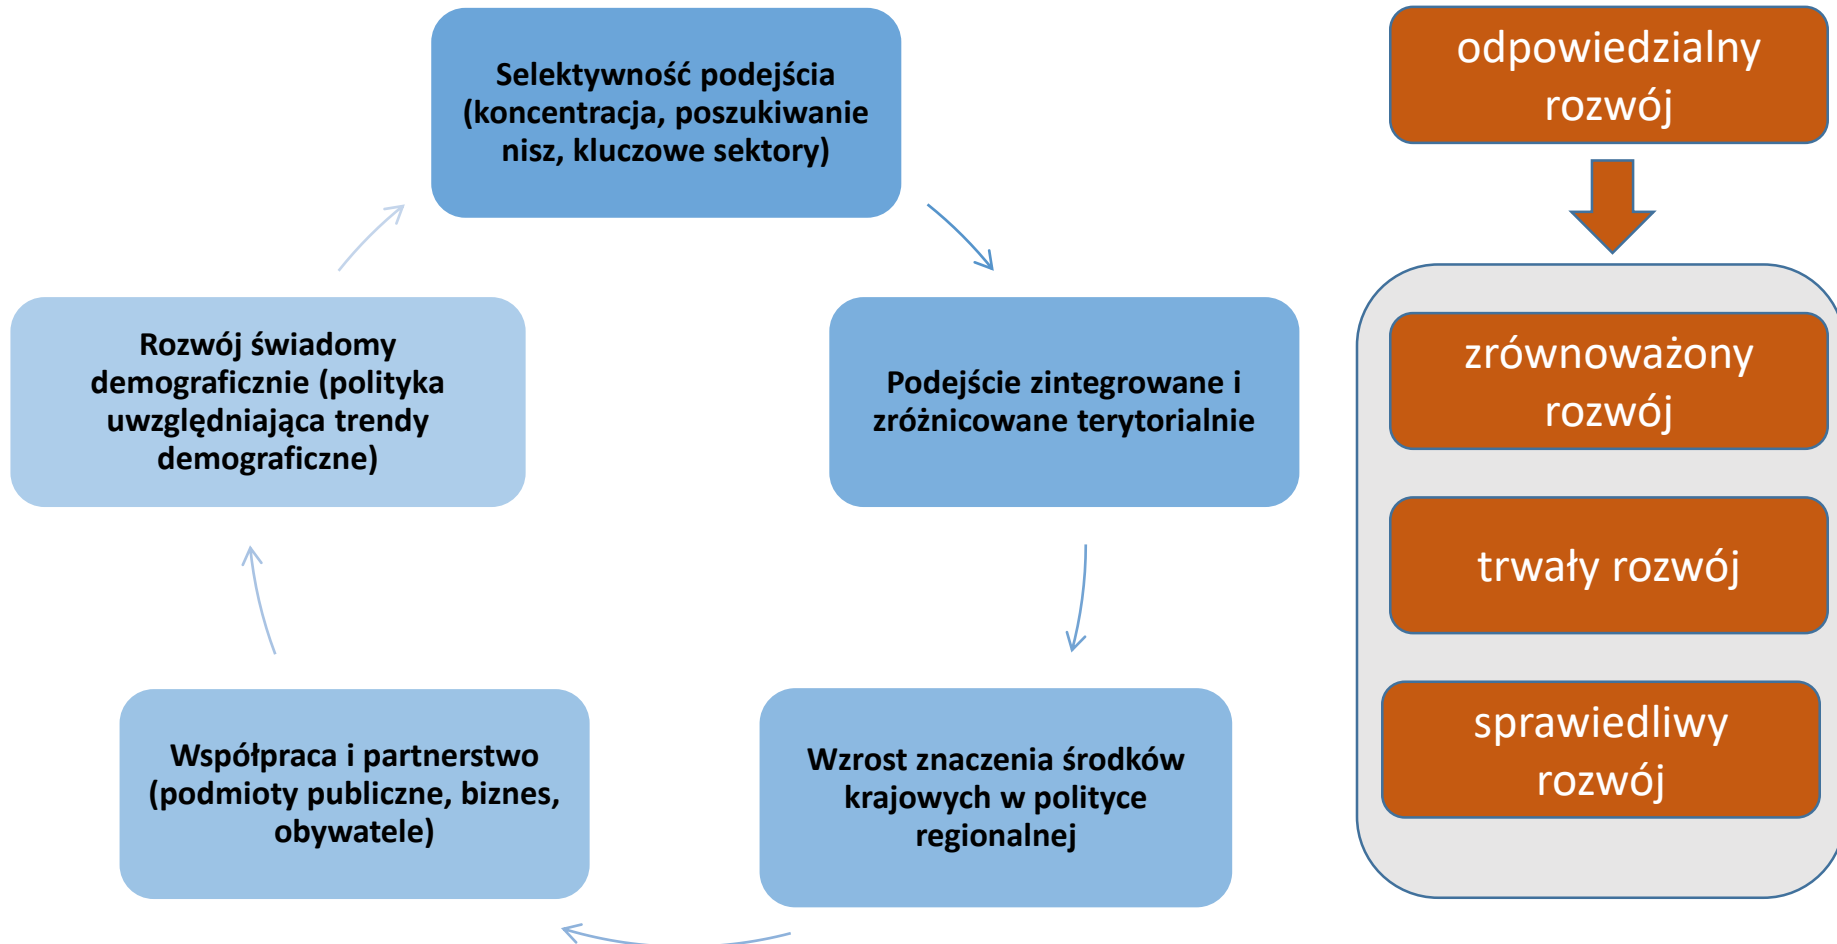 Selektywność podejścia
(koncentracja, poszukiwanie
nisz, kluczowe sektory)
Podejście zintegrowane i
zróżnicowane terytorialnie
Wzrost znaczenia środków
krajowych w polityce
regionalnej
Współpraca i partnerstwo
(podmioty publiczne, biznes,
obywatele)
Rozwój świadomy
demograficznie (polityka
uwzględniająca trendy
demograficzne)
odpowiedzialny
rozwój
zrównoważony
rozwój
trwały rozwój
sprawiedliwy
rozwój